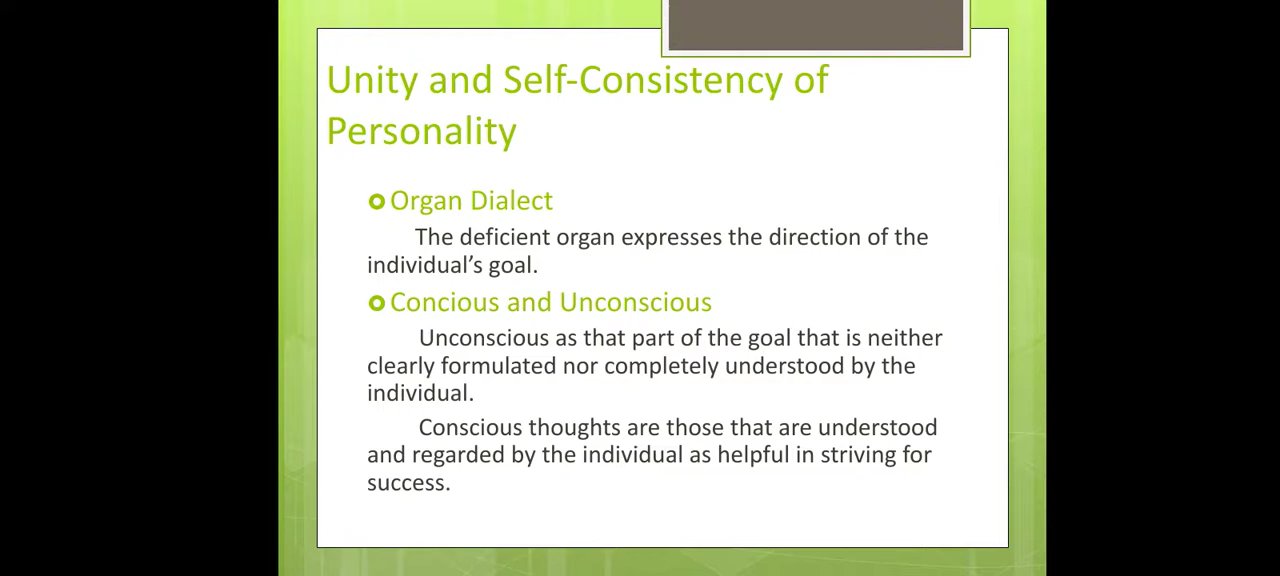 Unity and Self-Consistency of
Personality
Organ Dialect
The deficient organ expresses the direction of the
individual's goal.
Concious and Unconscious
Unconscious as that part of the goal that is neither
clearly formulated nor completely understood by the
individual.
Conscious thoughts are those that are understood
and regarded by the individual as helpful in striving for
success.